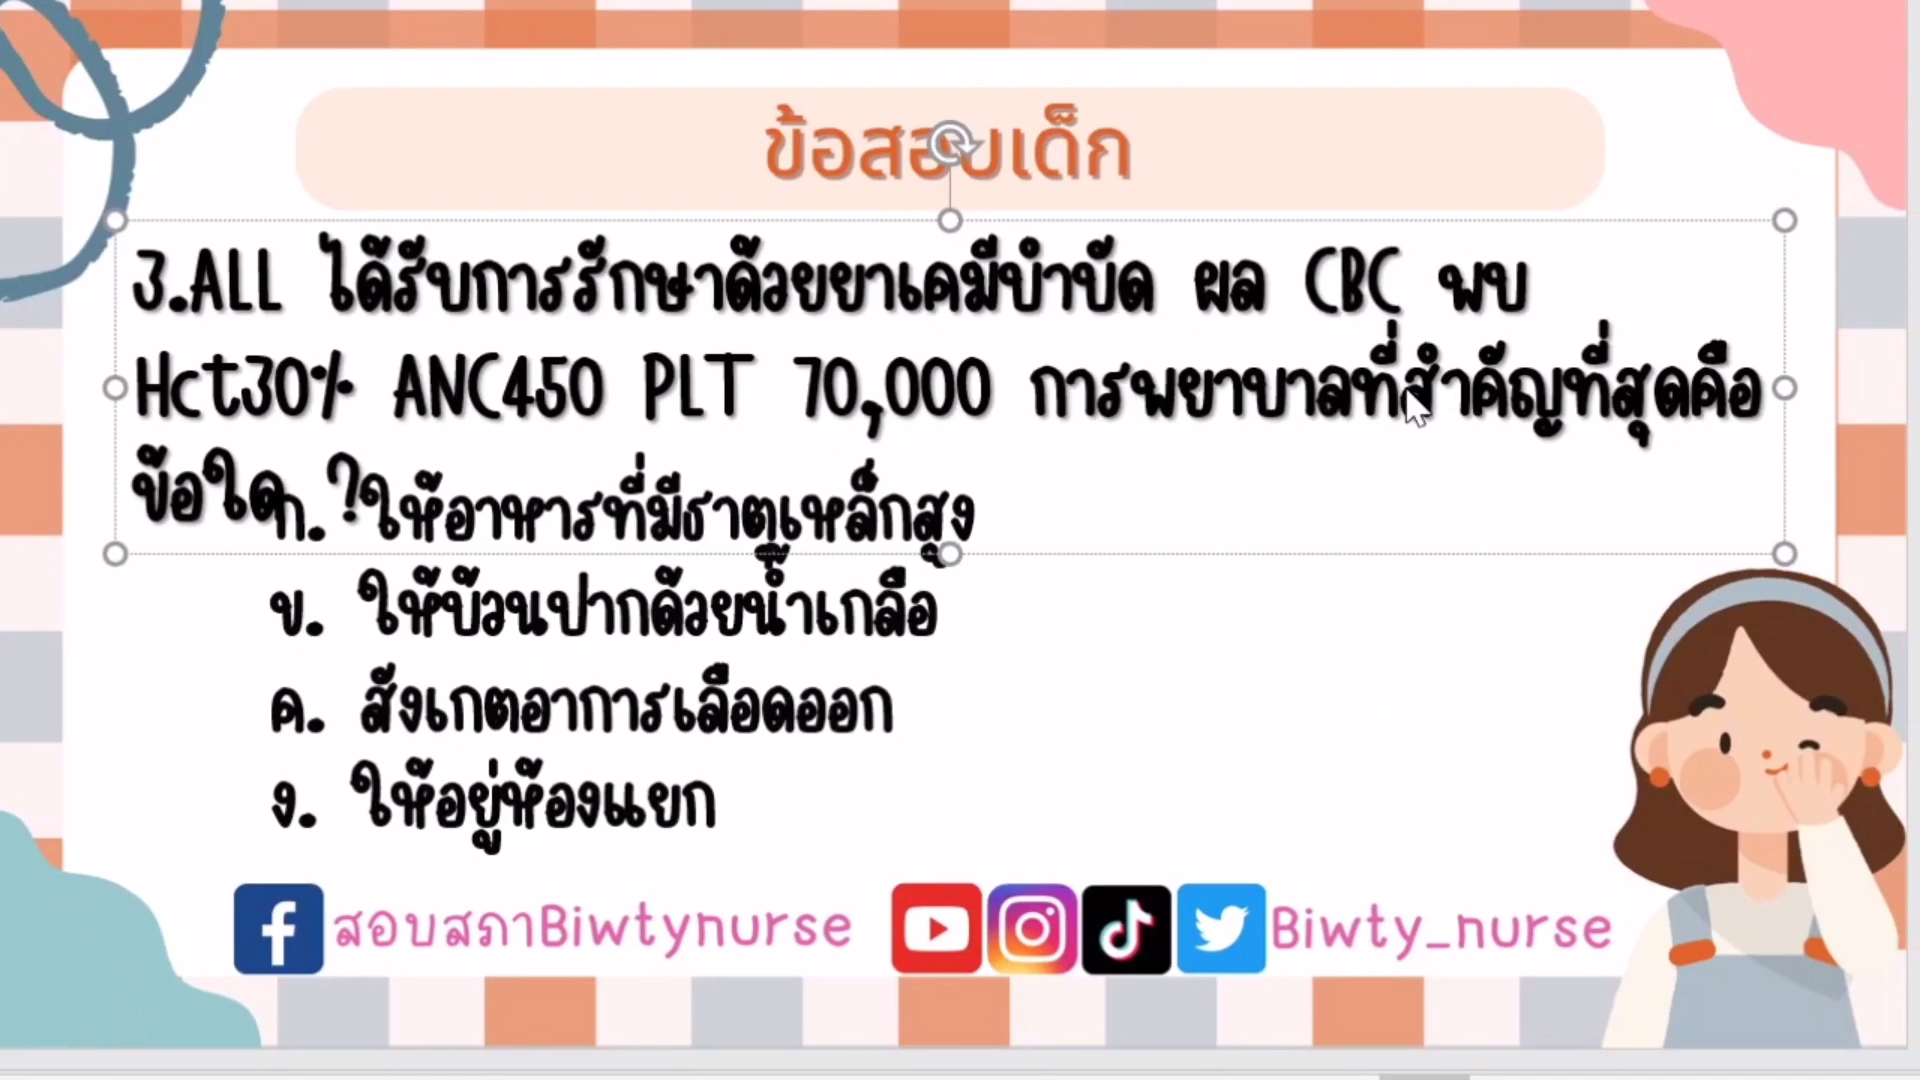 ข้อสอบเด็ก
3.ALL ได้รับการรักษาด้วยยาเคมีบำบัด ผล CBC พบ
Hct30% ANC450 PLT 70,000 การพยาบาลที่สำคัญที่สุดคือ
ข้อใด ?
ก. ให้อาหารที่มีธาตุเหล็กสูง
ข. ให้บ้วนปากด้วยน้ำเกลือ
ค. สังเกตอาการเลือดออก
ง. ให้อยู่ห้องแยก
สอบสภาBiwtynurse
Biwty_nurse